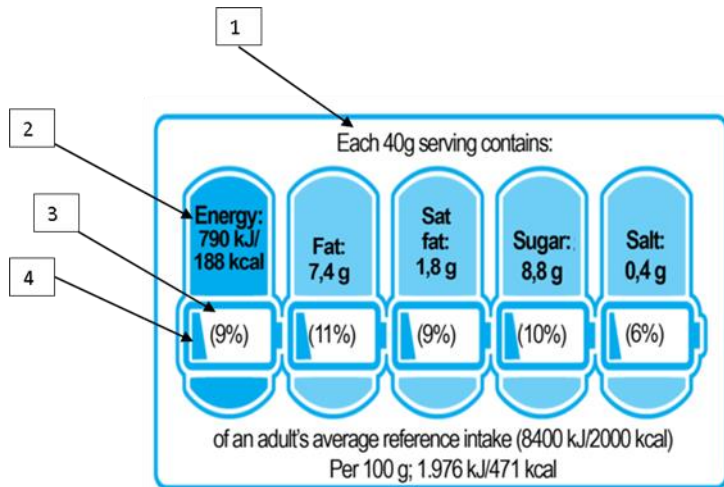 1
2
3
4
Each 40g serving contains:
Energy:
790 kJ/
188 kcal
Fat:
7,4 g
Sat
fat:
1,8 g
Sugar:
8,8 g
Salt:
0,4 g
(9%)
(11%)
(9%)
(10%)
(6%)
of an adult's average reference intake (8400 kJ/2000 kcal)
Per 100 g; 1.976 kJ/471 kcal